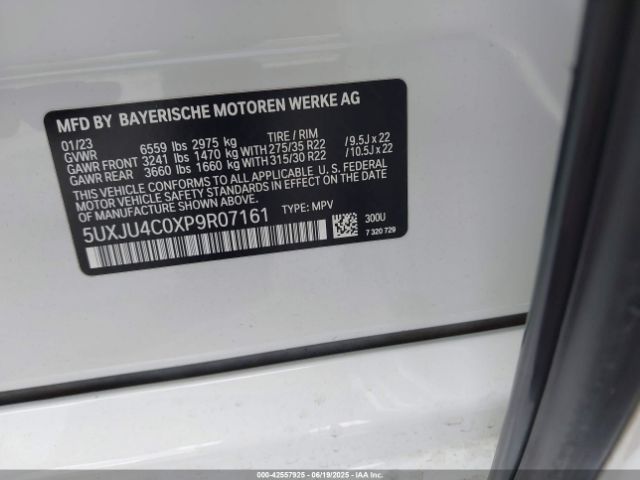 MFD BY BAYERISCHE MOTOREN WERKE AG
01/23
GVWR 6559 lbs 2975 kg TIRE / RIM
GAWR FRONT 3241 lbs 1470 kg WITH 275/35 R22 / 9.5J x 22
GAWR REAR 3660 lbs 1660 kg WITH 315/30 R22 / 10.5J x 22
THIS VEHICLE CONFORMS TO ALL APPLICABLE U.S. FEDERAL
MOTOR VEHICLE SAFETY STANDARDS IN EFFECT ON THE
DATE OF MANUFACTURE SHOWN ABOVE.
5UXJU4C0XP9R07161 TYPE: MPV
300U
7 320 729
000-42557925 - 06/19/2025 - IAA Inc.